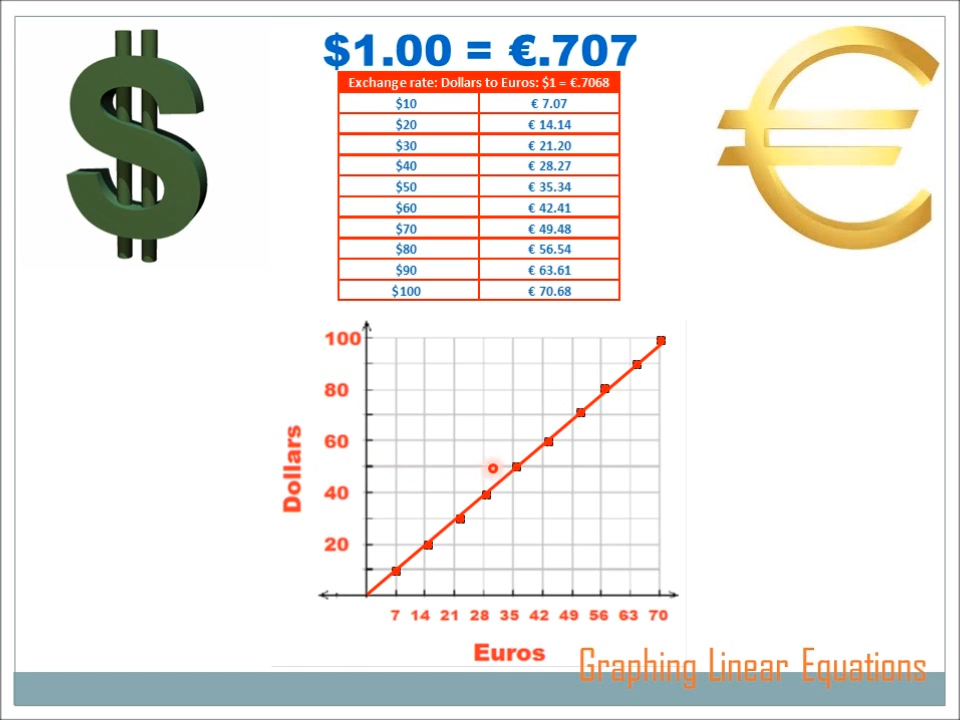 $1.00 = €.707
Exchange rate: Dollars to Euros: $1 = €.7068
$10 € 7.07
$20 € 14.14
$30 € 21.20
$40 € 28.27
$50 € 35.34
$60 € 42.41
$70 € 49.48
$80 € 56.54
$90 € 63.61
$100 € 70.68
100
80
60
40
20
Dollars
7 14 21 28 35 42 49 56 63 70
Euros
Graphing Linear Equations